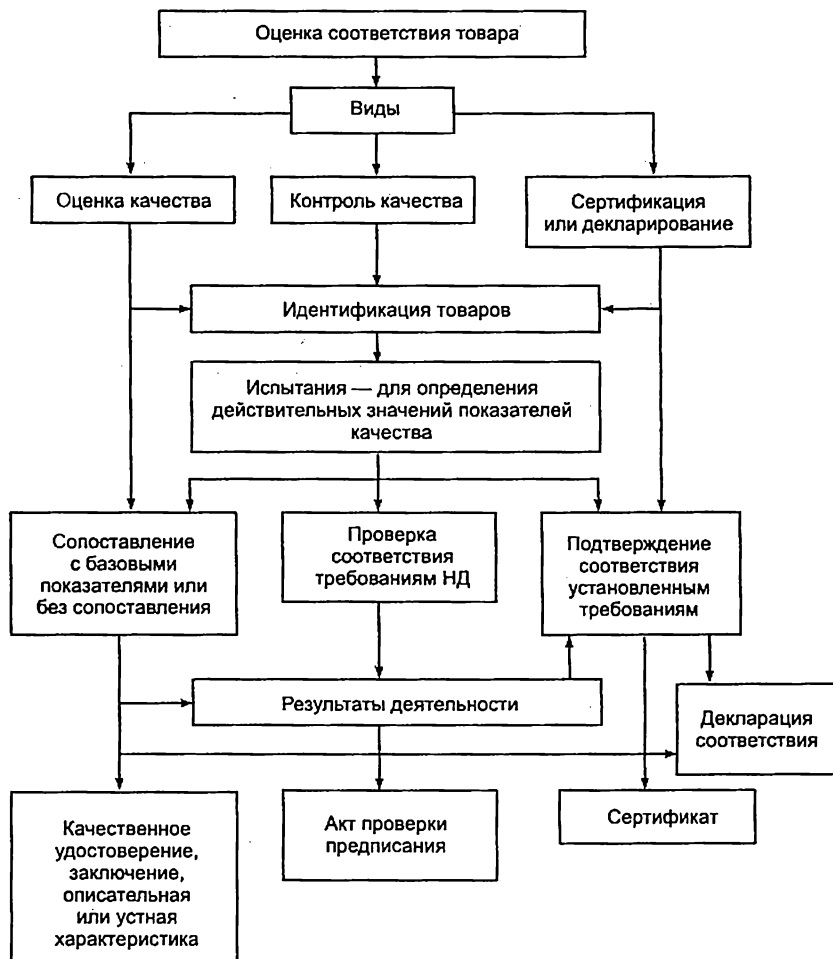 Оценка соответствия товара
Виды
Оценка качества
Контроль качества
Сертификация
или декларирование
Идентификация товаров
Испытания — для определения
действительных значений показателей
качества
Сопоставление
с базовыми
показателями или
без сопоставления
Проверка
соответствия
требованиям НД
Подтверждение
соответствия
установленным
требованиям
Результаты деятельности
Декларация
соответствия
Качественное
удостоверение,
заключение,
описательная
или устная
характеристика
Акт проверки
предписания
Сертификат